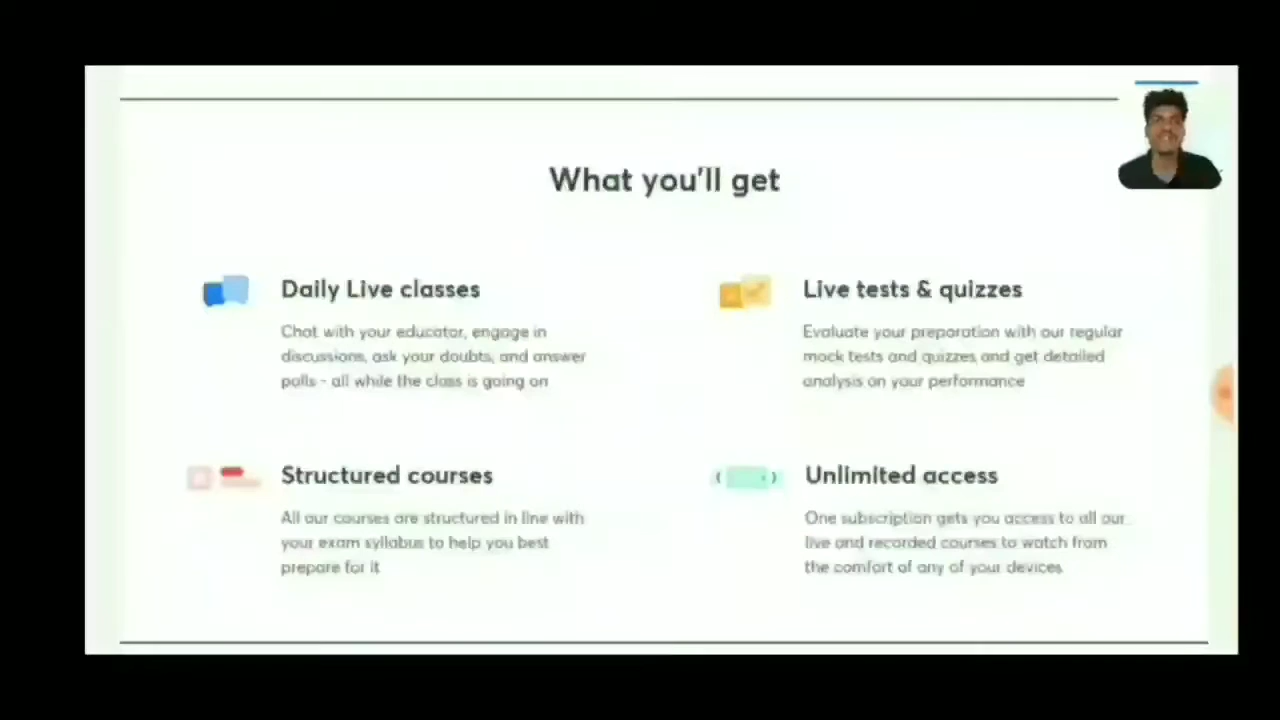 What you'll get
Daily Live classes
Chat with your educator, engage in
discussions, ask your doubts, and answer
polls - all while the class is going on
Live tests & quizzes
Evaluate your preparation with our regular
mock tests and quizzes and get detailed
analysis on your performance
Structured courses
All our courses are structured in line with
your exam syllabus to help you best
prepare for it
Unlimited access
One subscription gets you access to all our
live and recorded courses to watch from
the comfort of any of your devices